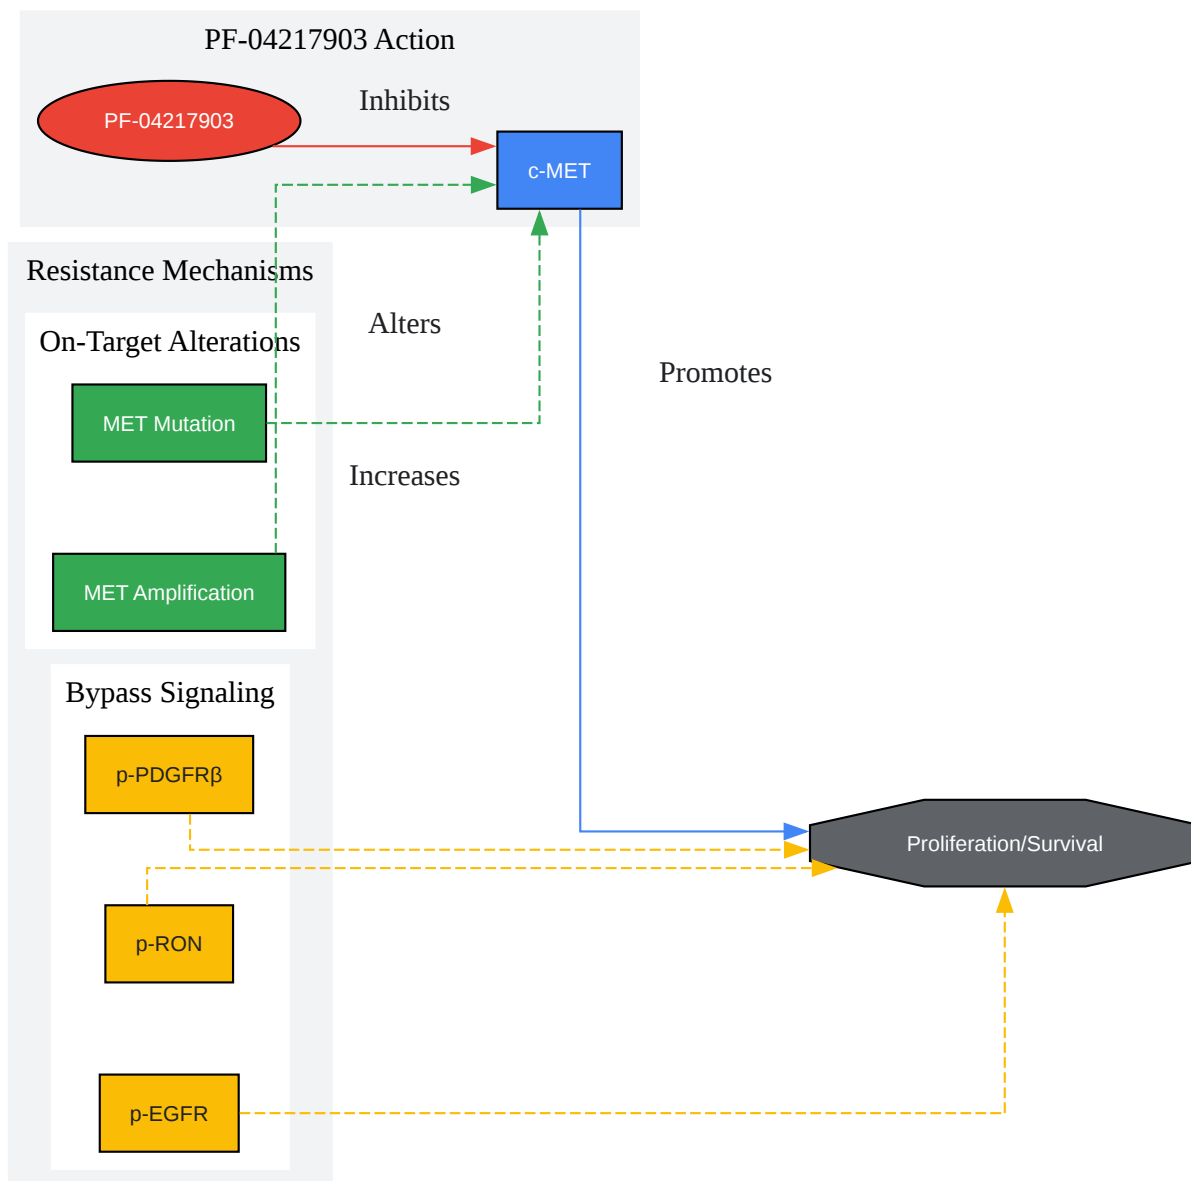 PF-04217903 Action
Inhibits
PF-04217903
c-MET
Resistance Mechanisms
Alters
On-Target Alterations
Promotes
MET Mutation
Increases
MET Amplification
Bypass Signaling
p-PDGFRβ
Proliferation/Survival
p-RON
p-EGFR